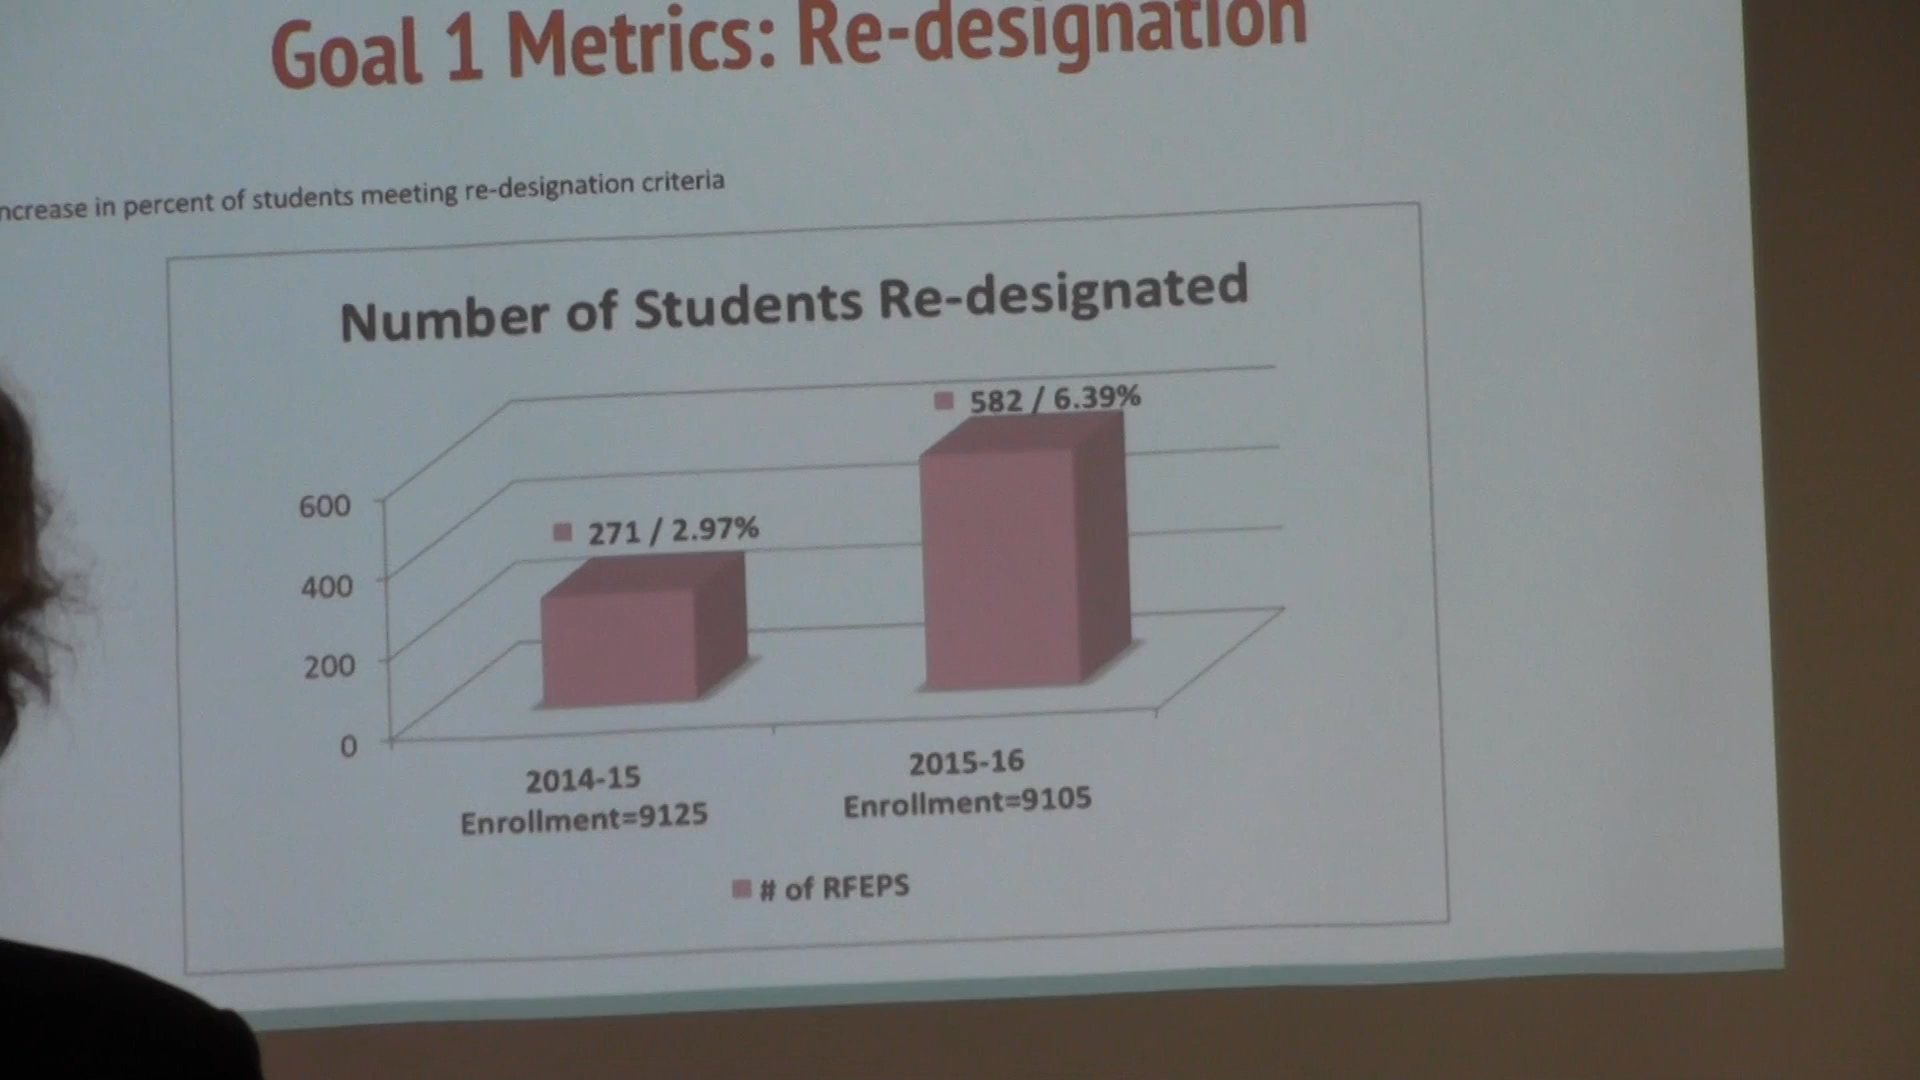 Goal 1 Metrics: Re-designation
ncrease in percent of students meeting re-designation criteria
Number of Students Re-designated
582 / 6.39%
271 / 2.97%
600
400
200
0
2014-15
Enrollment=9125
2015-16
Enrollment=9105
# of RFEPS